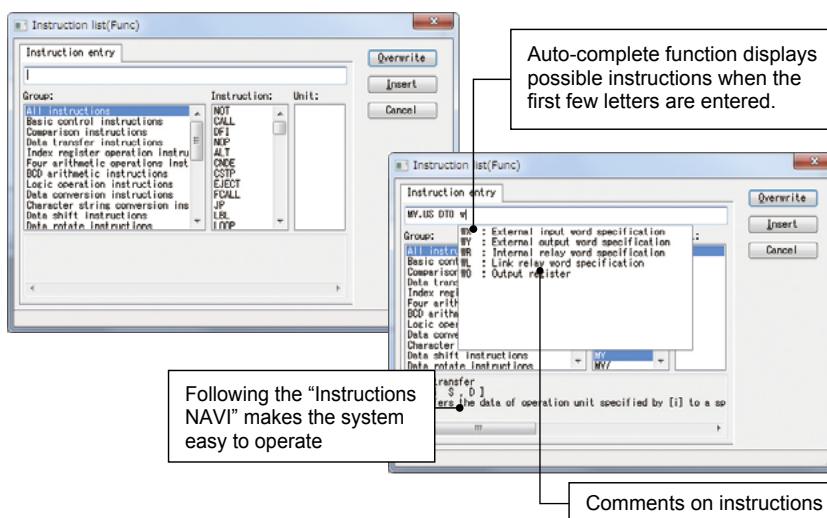 Instruction list(Func)
Instruction entry
Overwrite
Insert
Cancel
Group:
Instruction:
Unit:
All instructions
Basic control instructions
Comparison instructions
Data transfer instructions
Index register operation instru
Four arithmetic operations inst
BCD arithmetic instructions
Logic operation instructions
Data conversion instructions
Character string conversion ins
Data shift instructions
Data rotate instructions
NOT
CALL
DFI
NOP
ALT
CNDE
CSTP
EJECT
FCALL
JP
LBL
LOOP
Auto-complete function displays
possible instructions when the
first few letters are entered.
Instruction list(Func)
Instruction entry
Overwrite
Insert
Cancel
MV.US DT0 w
Group:
WX : External input word specification
WY : External output word specification
WR : Internal relay word specification
WL : Link relay word specification
WO : Output register
All instru
Basic cont
Comparison
Data trans
Index regi
Four arith
BCD arithm
Logic oper
Data conve
Character
Data shift instructions
Data rotate instructions
MV
MV/
ransfer
S , D ]
fers the data of operation unit specified by [i] to a sp
Following the “Instructions
NAVI” makes the system
easy to operate
Comments on instructions